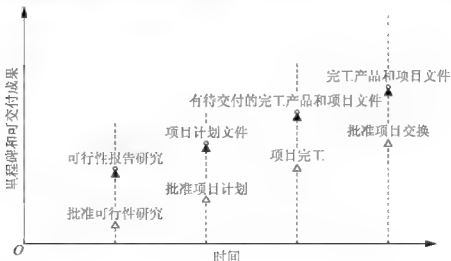 完工产品和项目文件
有待交付的完工产品和项目文件
批准项目交换
项目计划文件
可行性报告研究
项目完工
批准项目计划
批准可行性研究
里程碑和可交付成果
O
时间